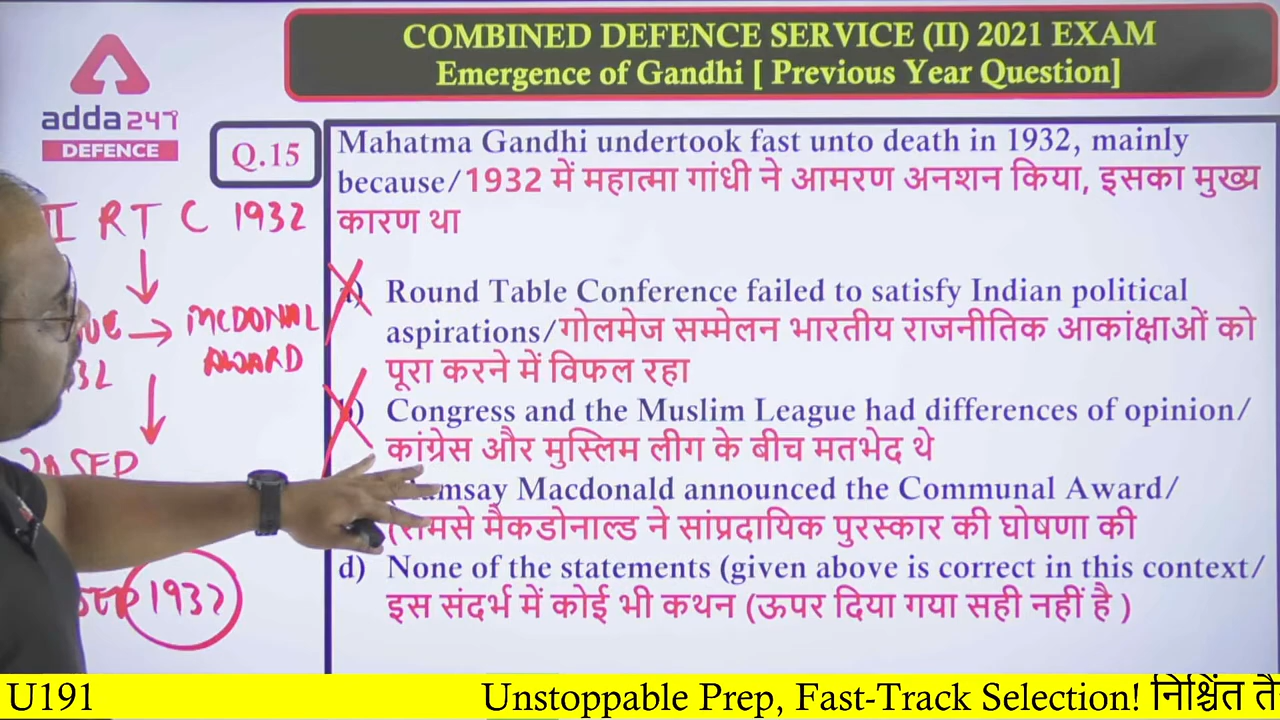 COMBINED DEFENCE SERVICE (II) 2021 EXAM
Emergence of Gandhi [ Previous Year Question]
adda247
DEFENCE
Q.15
Mahatma Gandhi undertook fast unto death in 1932, mainly
because/1932 में महात्मा गांधी ने आमरण अनशन किया, इसका मुख्य
कारण था
a) Round Table Conference failed to satisfy Indian political
aspirations/गोलमेज सम्मेलन भारतीय राजनीतिक आकांक्षाओं को
पूरा करने में विफल रहा
b) Congress and the Muslim League had differences of opinion/
कांग्रेस और मुस्लिम लीग के बीच मतभेद थे
Macdonald announced the Communal Award/
मैकडोनाल्ड ने सांप्रदायिक पुरस्कार की घोषणा की
d) None of the statements (given above is correct in this context/
इस संदर्भ में कोई भी कथन (ऊपर दिया गया सही नहीं है )
RTC 1932
MCDONAL
AWARD
SEP
1932
U191
Unstoppable Prep, Fast-Track Selection! निश्चिंत